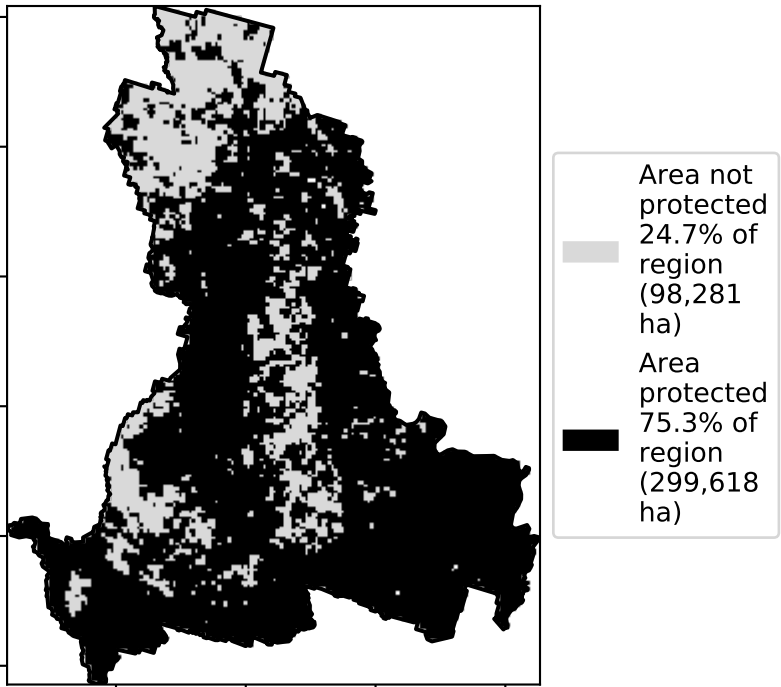 Area not
protected
24.7% of
region
(98,281
ha)
Area
protected
75.3% of
region
(299,618
ha)